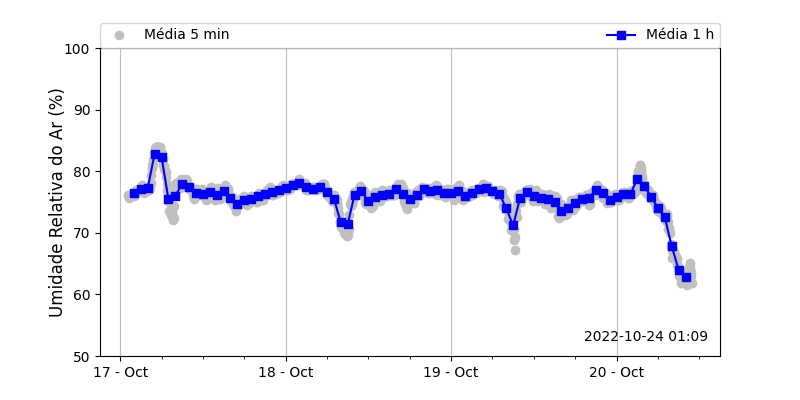 Média 5 min
Média 1 h
100
90
80
70
60
50
Umidade Relativa do Ar (%)
2022-10-24 01:09
17 - Oct
18 - Oct
19 - Oct
20 - Oct